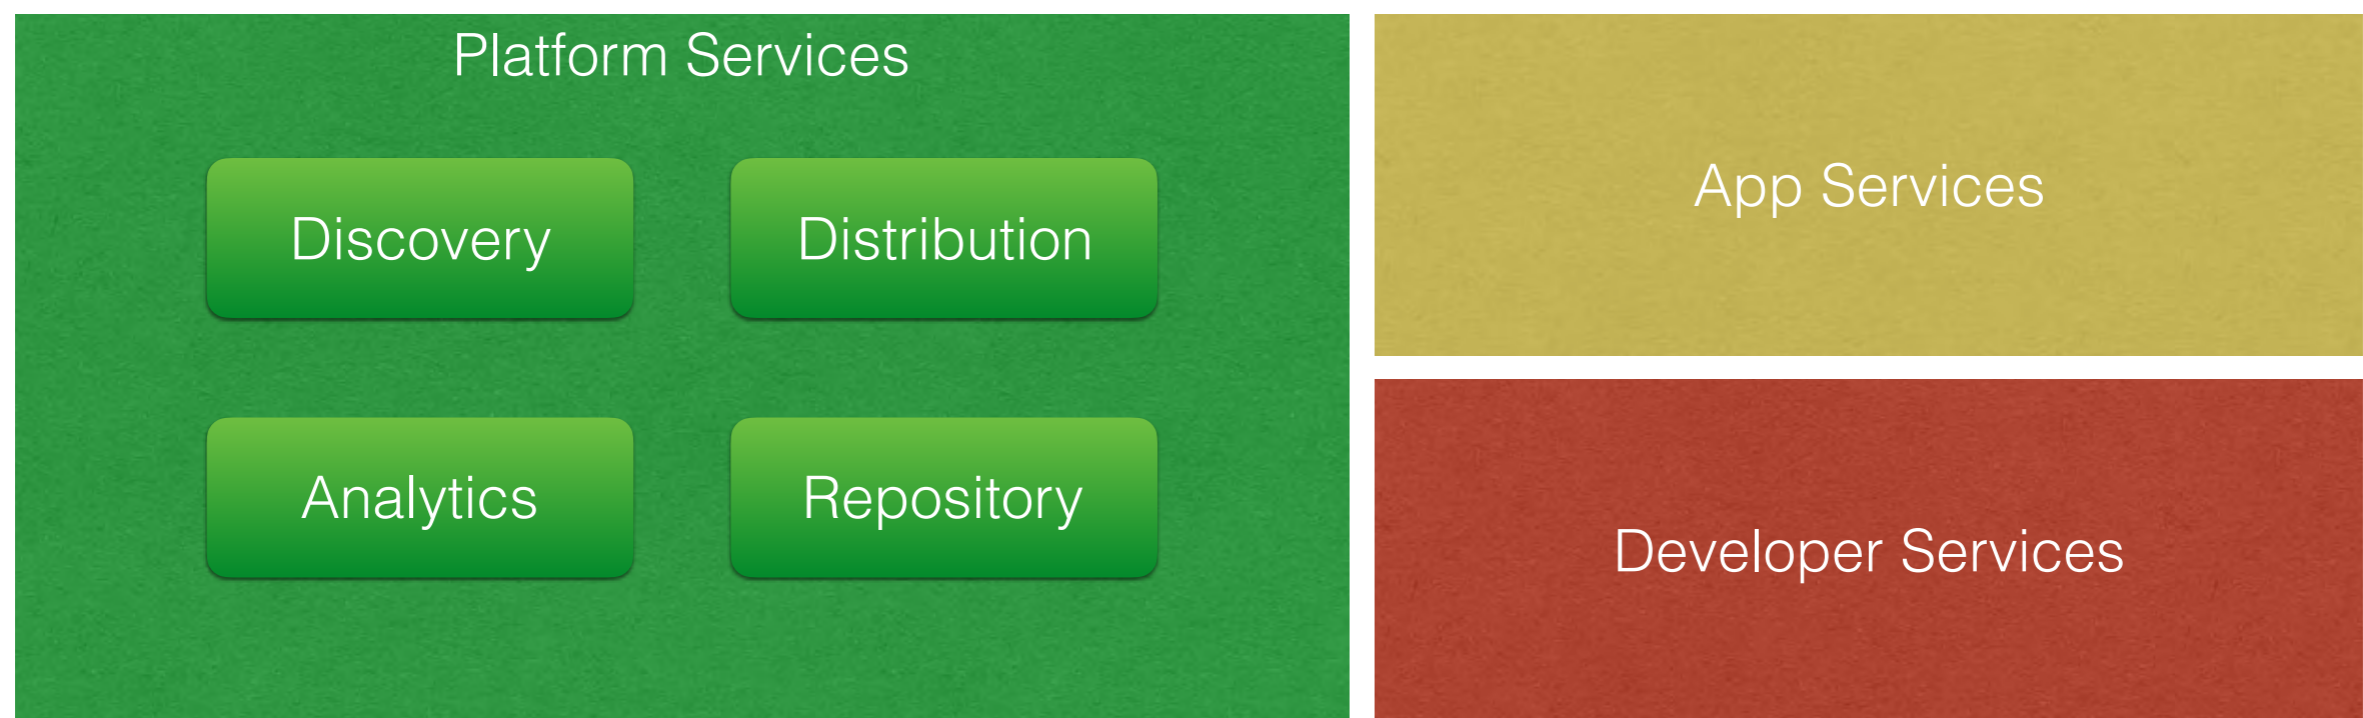 Platform Services
Discovery
Distribution
Analytics
Repository
App Services
Developer Services